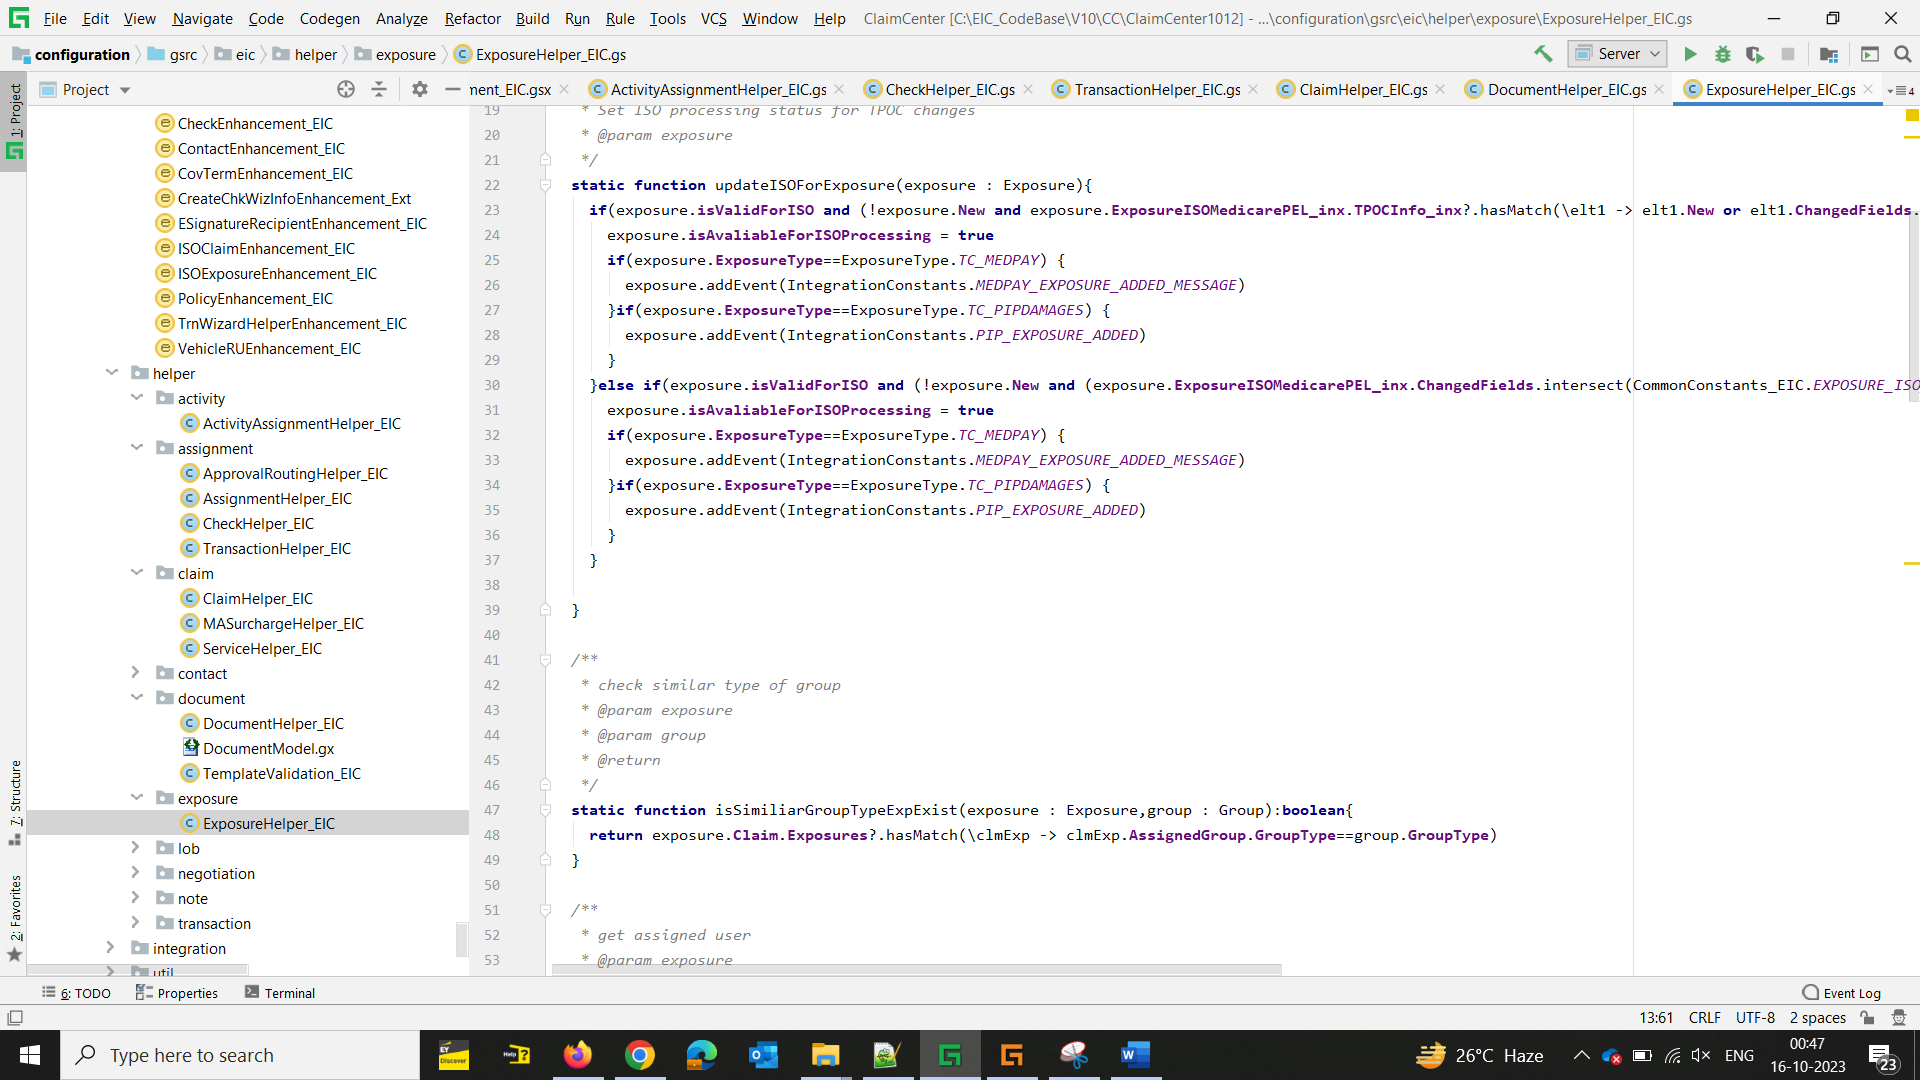 File Edit View Navigate Code Codegen Analyze Refactor Build Run Rule Tools VCS Window Help ClaimCenter [C:\EIC_CodeBase\V10\CC\ClaimCenter1012] - ...\configuration\gsrc\eic\helper\exposure\ExposureHelper_EIC.gs
configuration gsrc eic helper exposure ExposureHelper_EIC.gs Server
Project ment_EIC.gsx ActivityAssignmentHelper_EIC.gs CheckHelper_EIC.gs TransactionHelper_EIC.gs ClaimHelper_EIC.gs DocumentHelper_EIC.gs ExposureHelper_EIC.gs 4
1: Project
7: Structure
2: Favorites
CheckEnhancement_EIC
ContactEnhancement_EIC
CovTermEnhancement_EIC
CreateChkWizInfoEnhancement_Ext
ESignatureRecipientEnhancement_EIC
ISOClaimEnhancement_EIC
ISOExposureEnhancement_EIC
PolicyEnhancement_EIC
TrnWizardHelperEnhancement_EIC
VehicleRUEnhancement_EIC
helper
activity
ActivityAssignmentHelper_EIC
assignment
ApprovalRoutingHelper_EIC
AssignmentHelper_EIC
CheckHelper_EIC
TransactionHelper_EIC
claim
ClaimHelper_EIC
MASurchargeHelper_EIC
ServiceHelper_EIC
contact
document
DocumentHelper_EIC
DocumentModel.gx
TemplateValidation_EIC
exposure
ExposureHelper_EIC
lob
negotiation
note
transaction
integration
util
19 * Set ISO processing status for TPOC changes
20 * @param exposure
21 */
22 static function updateISOForExposure(exposure : Exposure){
23 if(exposure.isValidForISO and (!exposure.New and exposure.ExposureISOMedicarePEL_inx.TPOCInfo_inx?.hasMatch(\elt1 -> elt1.New or elt1.ChangedFields.
24 exposure.isAvaliableForISOProcessing = true
25 if(exposure.ExposureType==ExposureType.TC_MEDPAY) {
26 exposure.addEvent(IntegrationConstants.MEDPAY_EXPOSURE_ADDED_MESSAGE)
27 }if(exposure.ExposureType==ExposureType.TC_PIPDAMAGES) {
28 exposure.addEvent(IntegrationConstants.PIP_EXPOSURE_ADDED)
29 }
30 }else if(exposure.isValidForISO and (!exposure.New and (exposure.ExposureISOMedicarePEL_inx.ChangedFields.intersect(CommonConstants_EIC.EXPOSURE_ISO
31 exposure.isAvaliableForISOProcessing = true
32 if(exposure.ExposureType==ExposureType.TC_MEDPAY) {
33 exposure.addEvent(IntegrationConstants.MEDPAY_EXPOSURE_ADDED_MESSAGE)
34 }if(exposure.ExposureType==ExposureType.TC_PIPDAMAGES) {
35 exposure.addEvent(IntegrationConstants.PIP_EXPOSURE_ADDED)
36 }
37 }
38
39 }
40
41 /**
42 * check similar type of group
43 * @param exposure
44 * @param group
45 * @return
46 */
47 static function isSimiliarGroupTypeExpExist(exposure : Exposure,group : Group):boolean{
48 return exposure.Claim.Exposures?.hasMatch(\clmExp -> clmExp.AssignedGroup.GroupType==group.GroupType)
49 }
50
51 /**
52 * get assigned user
53 * @param exposure
6: TODO Properties Terminal Event Log
13:61 CRLF UTF-8 2 spaces
Type here to search EY Discover Help ? 26°C Haze ENG 00:47
16-10-2023 23